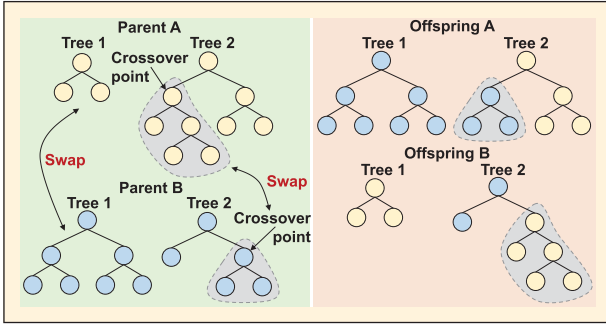 Parent A
Tree 1
Tree 2
Crossover
point
Swap
Swap
Parent B
Tree 1
Tree 2
Crossover
point
Offspring A
Tree 1
Tree 2
Offspring B
Tree 1
Tree 2